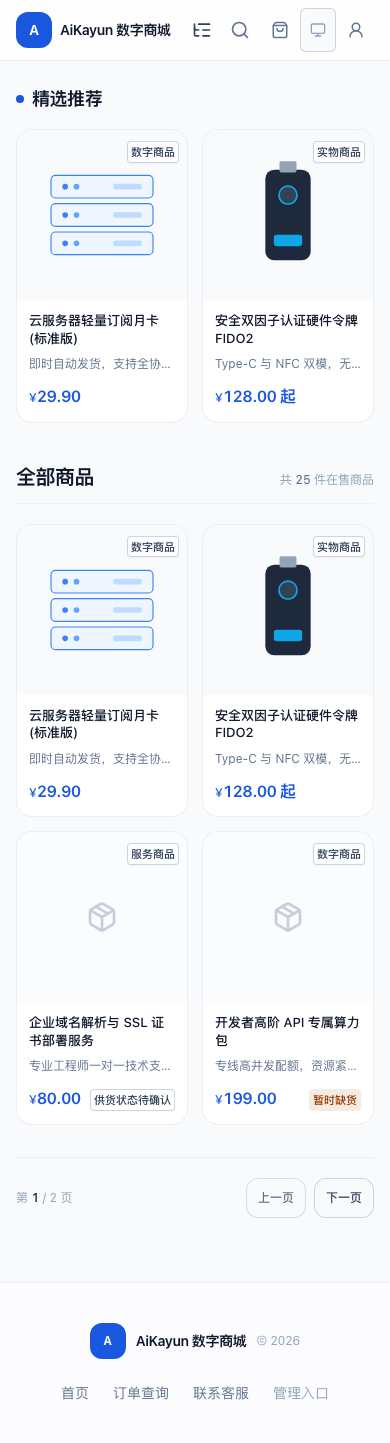 A AiKayun 数字商城
精选推荐
数字商品
云服务器轻量订阅月卡
(标准版)
即时自动发货，支持全协...
¥29.90
实物商品
安全双因子认证硬件令牌
FIDO2
Type-C 与 NFC 双模，无...
¥128.00 起
全部商品
共 25 件在售商品
数字商品
云服务器轻量订阅月卡
(标准版)
即时自动发货，支持全协...
¥29.90
实物商品
安全双因子认证硬件令牌
FIDO2
Type-C 与 NFC 双模，无...
¥128.00 起
服务商品
企业域名解析与 SSL 证
书部署服务
专业工程师一对一技术支...
¥80.00 供货状态待确认
数字商品
开发者高阶 API 专属算力
包
专线高并发配额，资源紧...
¥199.00 暂时缺货
第 1 / 2 页 上一页 下一页
A AiKayun 数字商城 © 2026
首页 订单查询 联系客服 管理入口